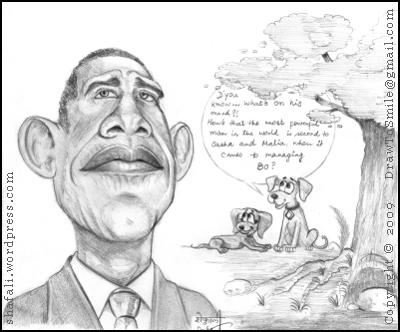 D'you
know... what's on his
mind?!
How's that the most powerful
man in the world is second to
Sasha and Malia, when it
comes to managing
BO?
shafali.wordpress.com
Copyright © 2009. DrawToSmile@gmail.com